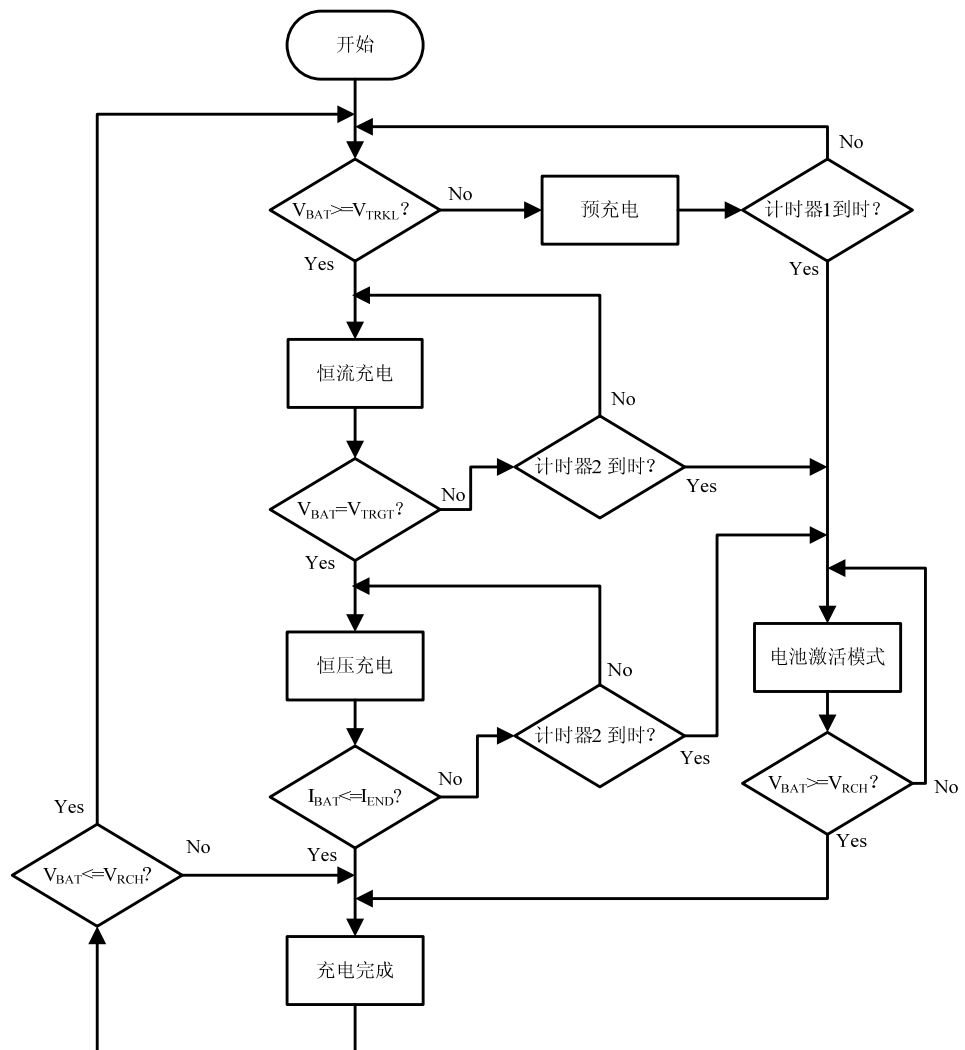 开始
No
V_BAT>=V_TRKL?
No
预充电
计时器1到时?
Yes
Yes
恒流充电
No
计时器2 到时?
No
V_BAT=V_TRGT?
Yes
Yes
恒压充电
电池激活模式
No
计时器2 到时?
Yes
No
V_BAT>=V_RCH?
No
I_BAT<=I_END?
Yes
Yes
Yes
No
V_BAT<=V_RCH?
充电完成